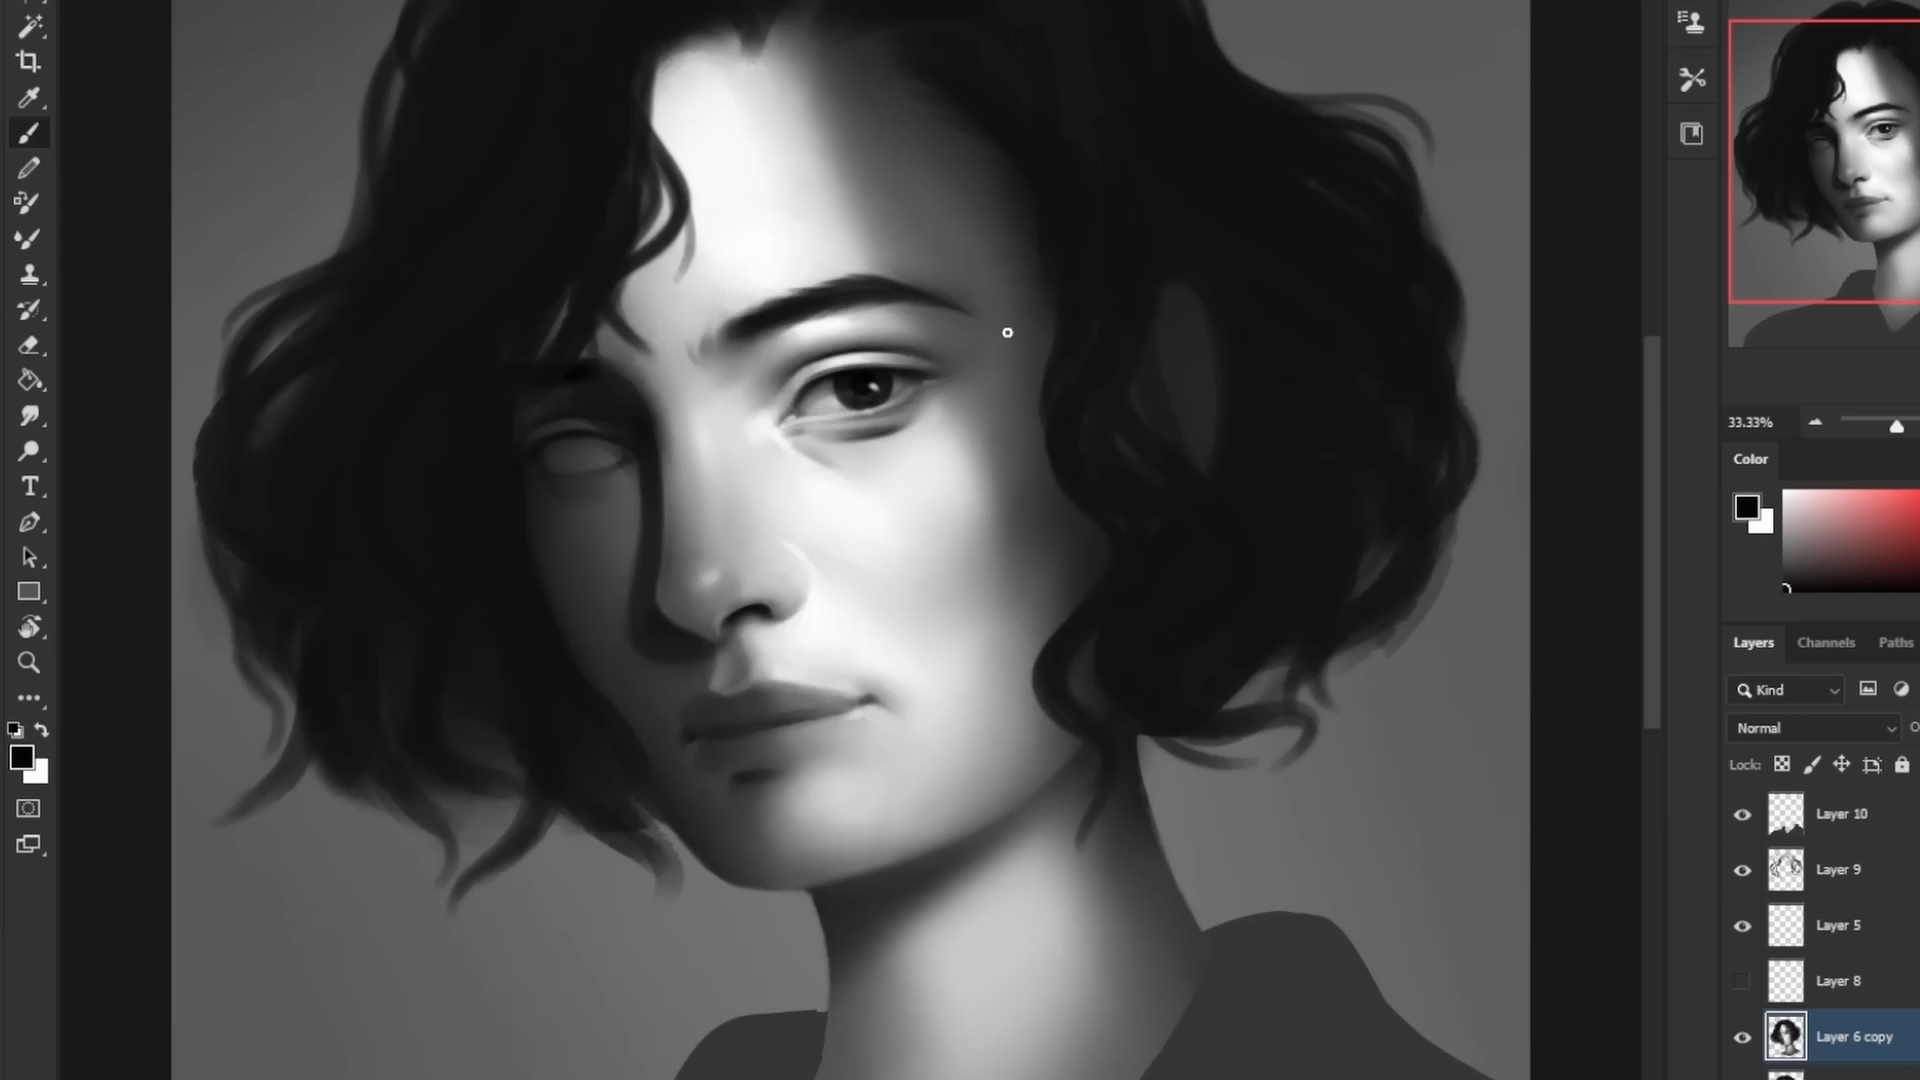 33.33%
Color
Layers Channels Paths
Kind
Normal
Lock:
Layer 10
Layer 9
Layer 5
Layer 8
Layer 6 copy